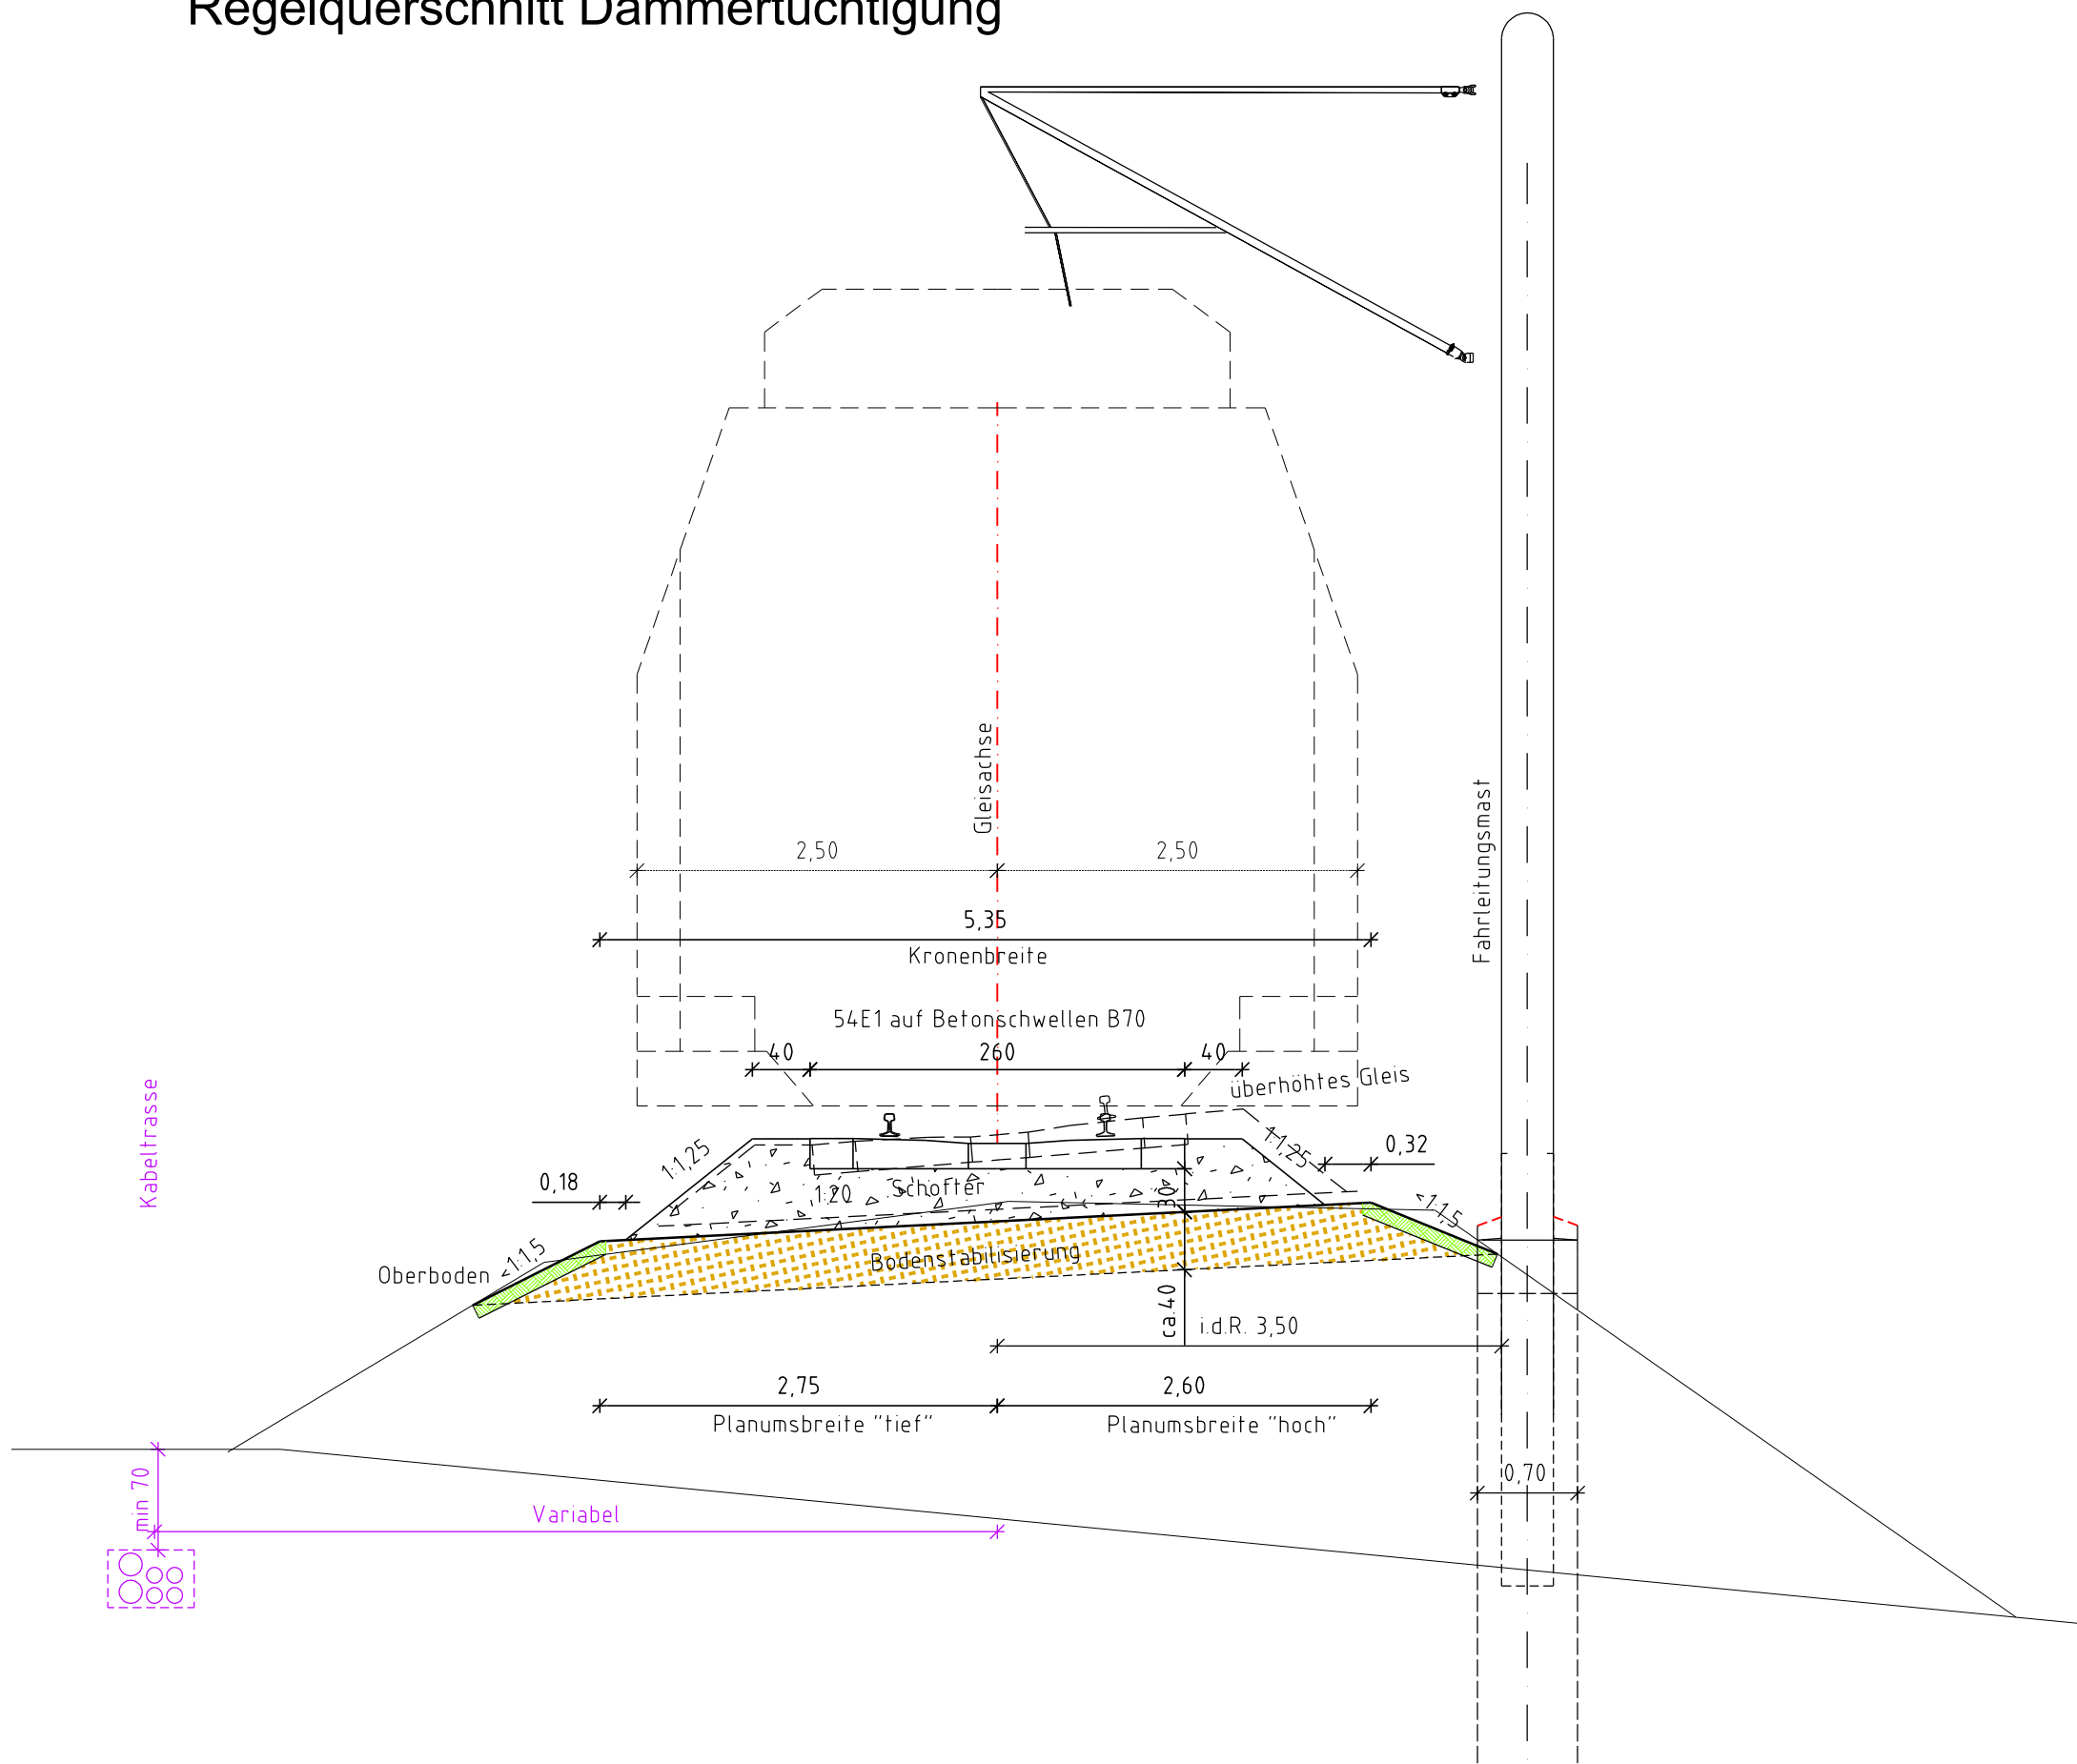 Regelquerschnitt Dammertüchtigung
Gleisachse
Fahrleitungsmast
2,50
2,50
5,35
Kronenbreite
54E1 auf Betonschwellen B70
40
260
40
überhöhtes Gleis
Kabeltrasse
1:1,25
1:1,25
0,32
0,18
1:20
Schotter
30
<1:1,5
<1:1,5
Oberboden
Bodenstabilisierung
ca.40
i.d.R. 3,50
2,75
2,60
Planumsbreite "tief"
Planumsbreite "hoch"
min 70
0,70
Variabel